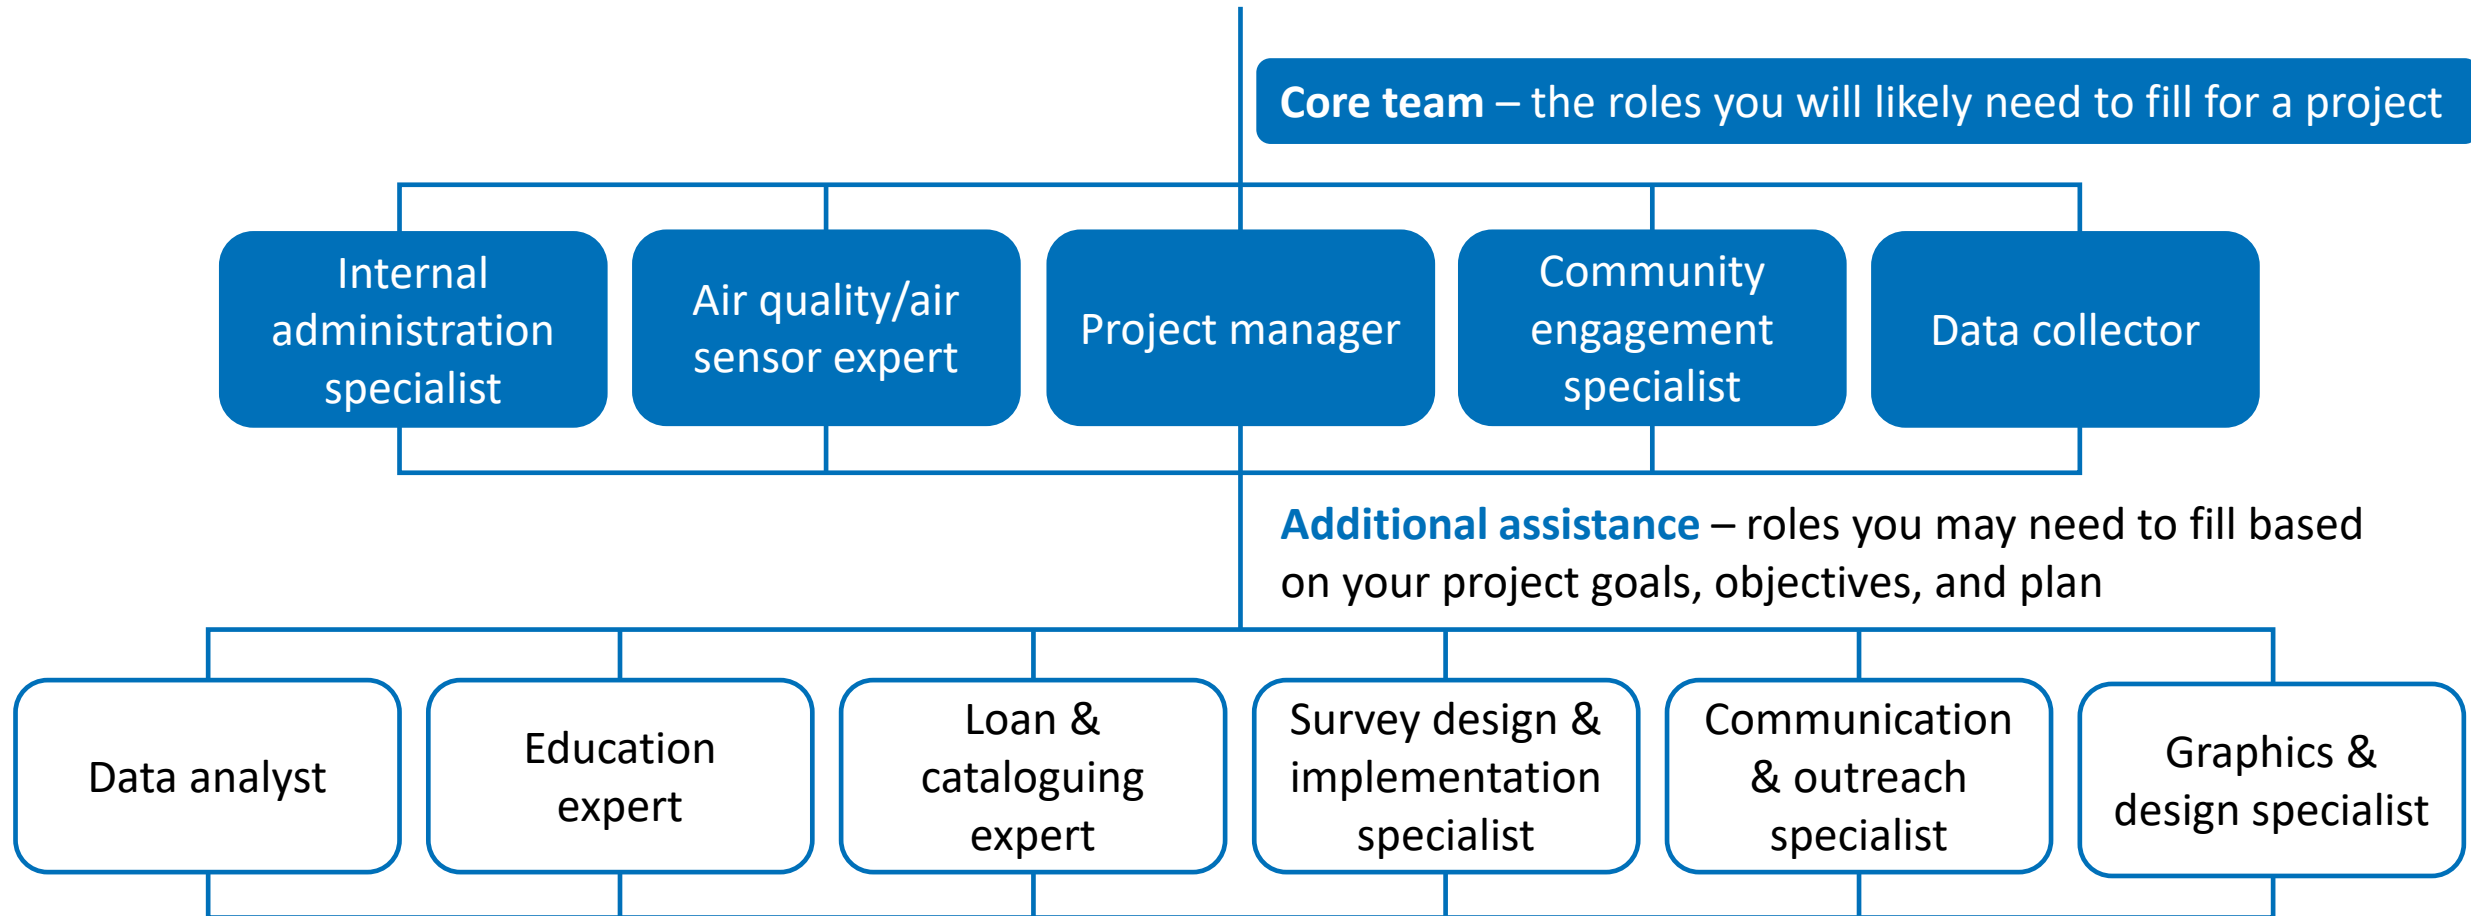 Core team – the roles you will likely need to fill for a project
Internal
administration
specialist
Air quality/air
sensor expert
Project manager
Community
engagement
specialist
Data collector
Additional assistance – roles you may need to fill based
on your project goals, objectives, and plan
Data analyst
Education
expert
Loan &
cataloguing
expert
Survey design &
implementation
specialist
Communication
& outreach
specialist
Graphics &
design specialist